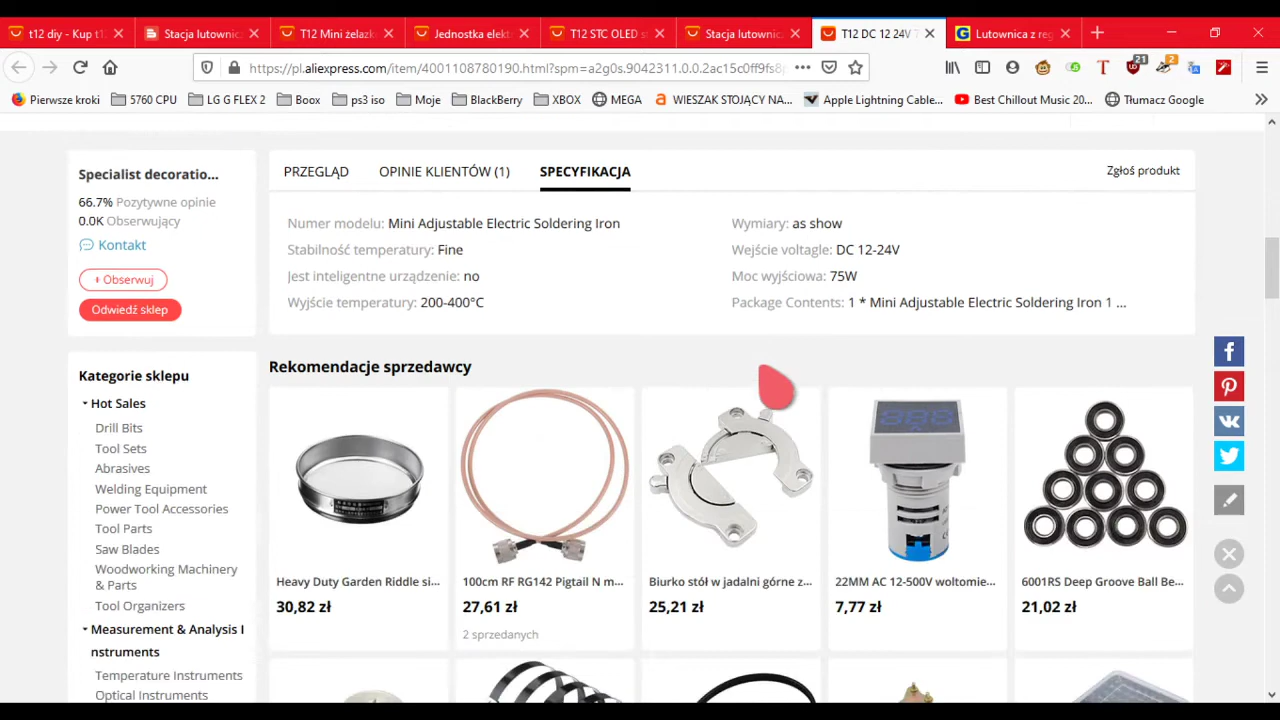 t12 diy - Kup t
Stacja lutownic
T12 Mini żelazk
Jednostka elekt
T12 STC OLED st
Stacja lutownic
T12 DC 12 24V 7
Lutownica z reg
https://pl.aliexpress.com/item/4001108780190.html?spm=a2g0s.9042311.0.0.2ac15c0ff9fs8
21
2
Pierwsze kroki
5760 CPU
LG G FLEX 2
Boox
ps3 iso
Moje
BlackBerry
XBOX
MEGA
WIESZAK STOJĄCY NA...
Apple Lightning Cable...
Best Chillout Music 20...
Tłumacz Google
Specialist decoratio...
66.7% Pozytywne opinie
0.0K Obserwujący
Kontakt
+ Obserwuj
Odwiedź sklep
PRZEGLĄD
OPINIE KLIENTÓW (1)
SPECYFIKACJA
Zgłoś produkt
Numer modelu: Mini Adjustable Electric Soldering Iron
Wymiary: as show
Stabilność temperatury: Fine
Wejście voltagle: DC 12-24V
Jest inteligentne urządzenie: no
Moc wyjściowa: 75W
Wyjście temperatury: 200-400°C
Package Contents: 1 * Mini Adjustable Electric Soldering Iron 1 ...
Kategorie sklepu
Hot Sales
Drill Bits
Tool Sets
Abrasives
Welding Equipment
Power Tool Accessories
Tool Parts
Saw Blades
Woodworking Machinery
& Parts
Tool Organizers
Measurement & Analysis I
nstruments
Temperature Instruments
Optical Instruments
Rekomendacje sprzedawcy
Heavy Duty Garden Riddle si...
30,82 zł
100cm RF RG142 Pigtail N m...
27,61 zł
2 sprzedanych
Biurko stół w jadalni górne z...
25,21 zł
22MM AC 12-500V woltomie...
7,77 zł
6001RS Deep Groove Ball Be...
21,02 zł